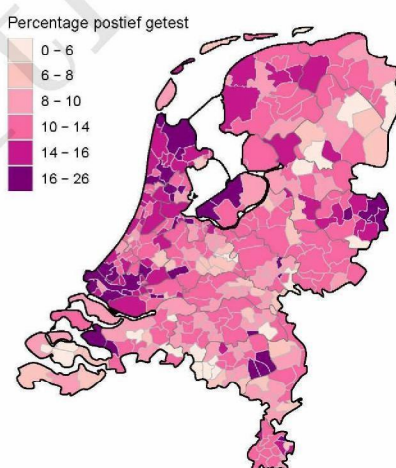 Percentage postief getest
0 – 6
6 – 8
8 – 10
10 – 14
14 – 16
16 – 26